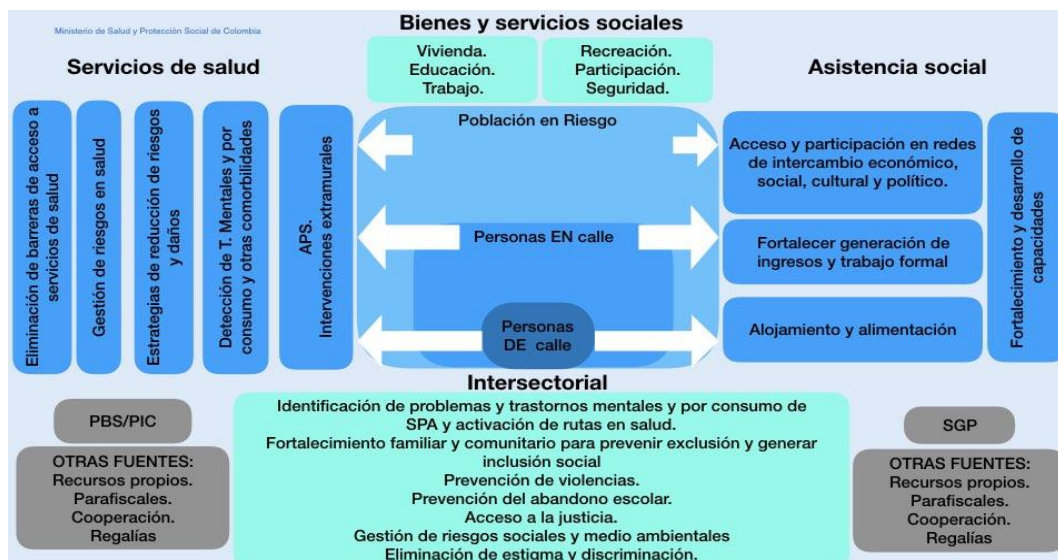 Ministerio de Salud y Protección Social de Colombia
Bienes y servicios sociales
Vivienda.
Educación.
Trabajo.
Recreación.
Participación.
Seguridad.
Servicios de salud
Eliminación de barreras de acceso a
servicios de salud
Gestión de riesgos en salud
Estrategias de reducción de riesgos
y daños
Detección de T. Mentales y por
consumo y otras comorbilidades
APS.
Intervenciones extramurales
Población en Riesgo
Personas EN calle
Personas
DE calle
Asistencia social
Acceso y participación en redes
de intercambio económico,
social, cultural y político.
Fortalecer generación de
ingresos y trabajo formal
Alojamiento y alimentación
Fortalecimiento y desarrollo de
capacidades
Intersectorial
Identificación de problemas y trastornos mentales y por consumo de
SPA y activación de rutas en salud.
Fortalecimiento familiar y comunitario para prevenir exclusión y generar
inclusión social
Prevención de violencias.
Prevención del abandono escolar.
Acceso a la justicia.
Gestión de riesgos sociales y medio ambientales
Eliminación de estigma y discriminación.
PBS/PIC
OTRAS FUENTES:
Recursos propios.
Parafiscales.
Cooperación.
Regalías
SGP
OTRAS FUENTES:
Recursos propios.
Parafiscales.
Cooperación.
Regalías